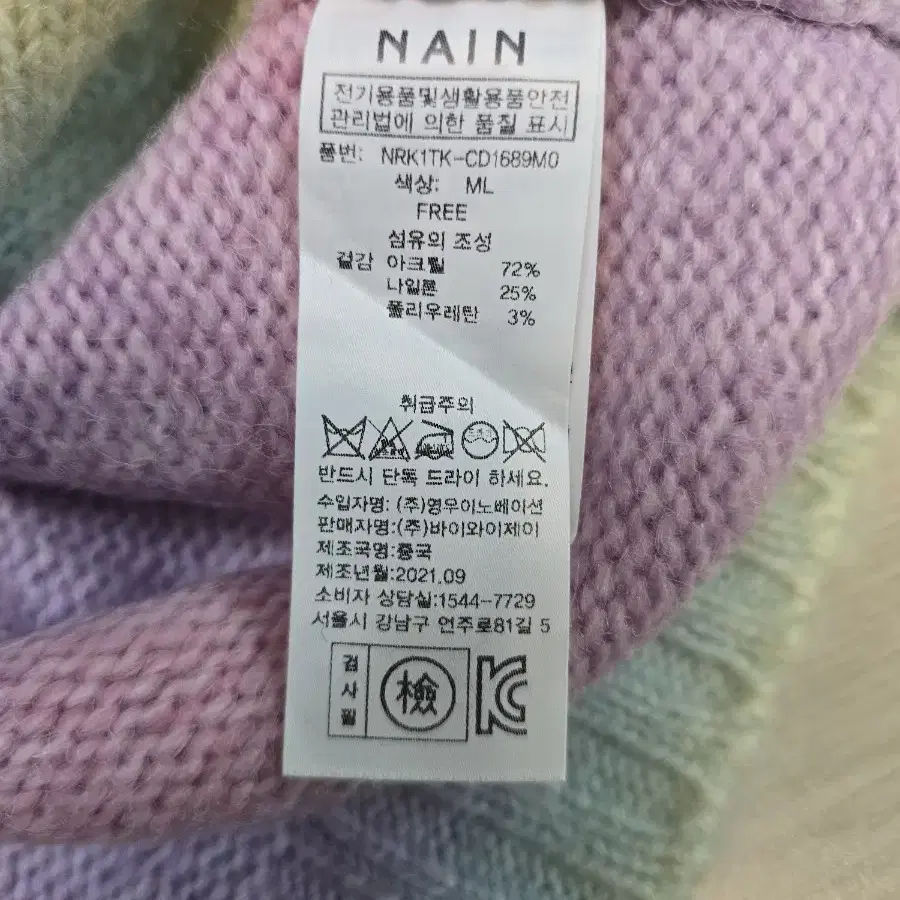 NAIN
전기용품및생활용품안전
관리법에 의한 품질 표시
품번: NRK1TK-CD1689M0
색상: ML
FREE
섬유의 조성
겉감 아크릴 72%
나일론 25%
폴리우레탄 3%
취급주의
반드시 단독 드라이 하세요.
수입자명: (주)영우이노베이션
판매자명:(주)바이와이제이
제조국명:중국
제조년월:2021.09
소비자 상담실:1544-7729
서울시 강남구 언주로81길 5
검사필
檢